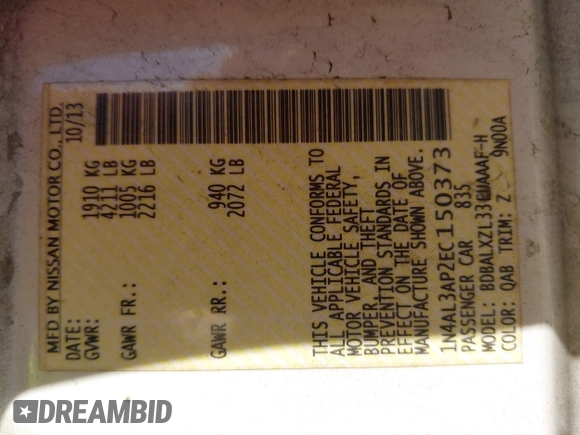 MFD BY NISSAN MOTOR CO., LTD.
DATE: 10/13
GVWR: 1910 KG
4211 LB
GAWR FR.: 1005 KG
2216 LB
GAWR RR.: 940 KG
2072 LB
THIS VEHICLE CONFORMS TO
ALL APPLICABLE FEDERAL
MOTOR VEHICLE SAFETY,
BUMPER, AND THEFT
PREVENTION STANDARDS IN
EFFECT ON THE DATE OF
MANUFACTURE SHOWN ABOVE.
1N4AL3AP2EC150373
PASSENGER CAR 835
COLOR: QAB TRIM: Z 9N00A
DREAMBID